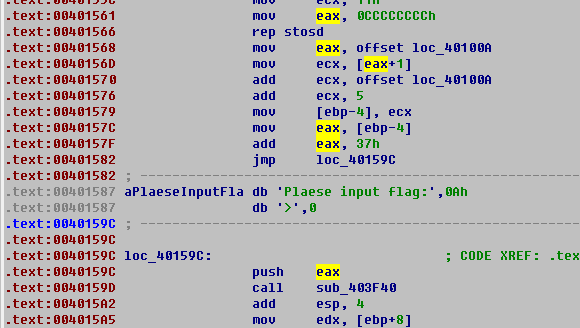 .text:0040155C mov ecx, 11h
.text:00401561 mov eax, 0CCCCCCCCh
.text:00401566 rep stosd
.text:00401568 mov eax, offset loc_40100A
.text:0040156D mov ecx, [eax+1]
.text:00401570 add ecx, offset loc_40100A
.text:00401576 add ecx, 5
.text:00401579 mov [ebp-4], ecx
.text:0040157C mov eax, [ebp-4]
.text:0040157F add eax, 37h
.text:00401582 jmp loc_40159C
.text:00401582 ; ---------------------------------------------------------------------------
.text:00401587 aPlaeseInputFla db 'Plaese input flag:',0Ah
.text:00401587 db '>',0
.text:0040159C ; ---------------------------------------------------------------------------
.text:0040159C
.text:0040159C loc_40159C: ; CODE XREF: .tex
.text:0040159C push eax
.text:0040159D call sub_403F40
.text:004015A2 add esp, 4
.text:004015A5 mov edx, [ebp+8]